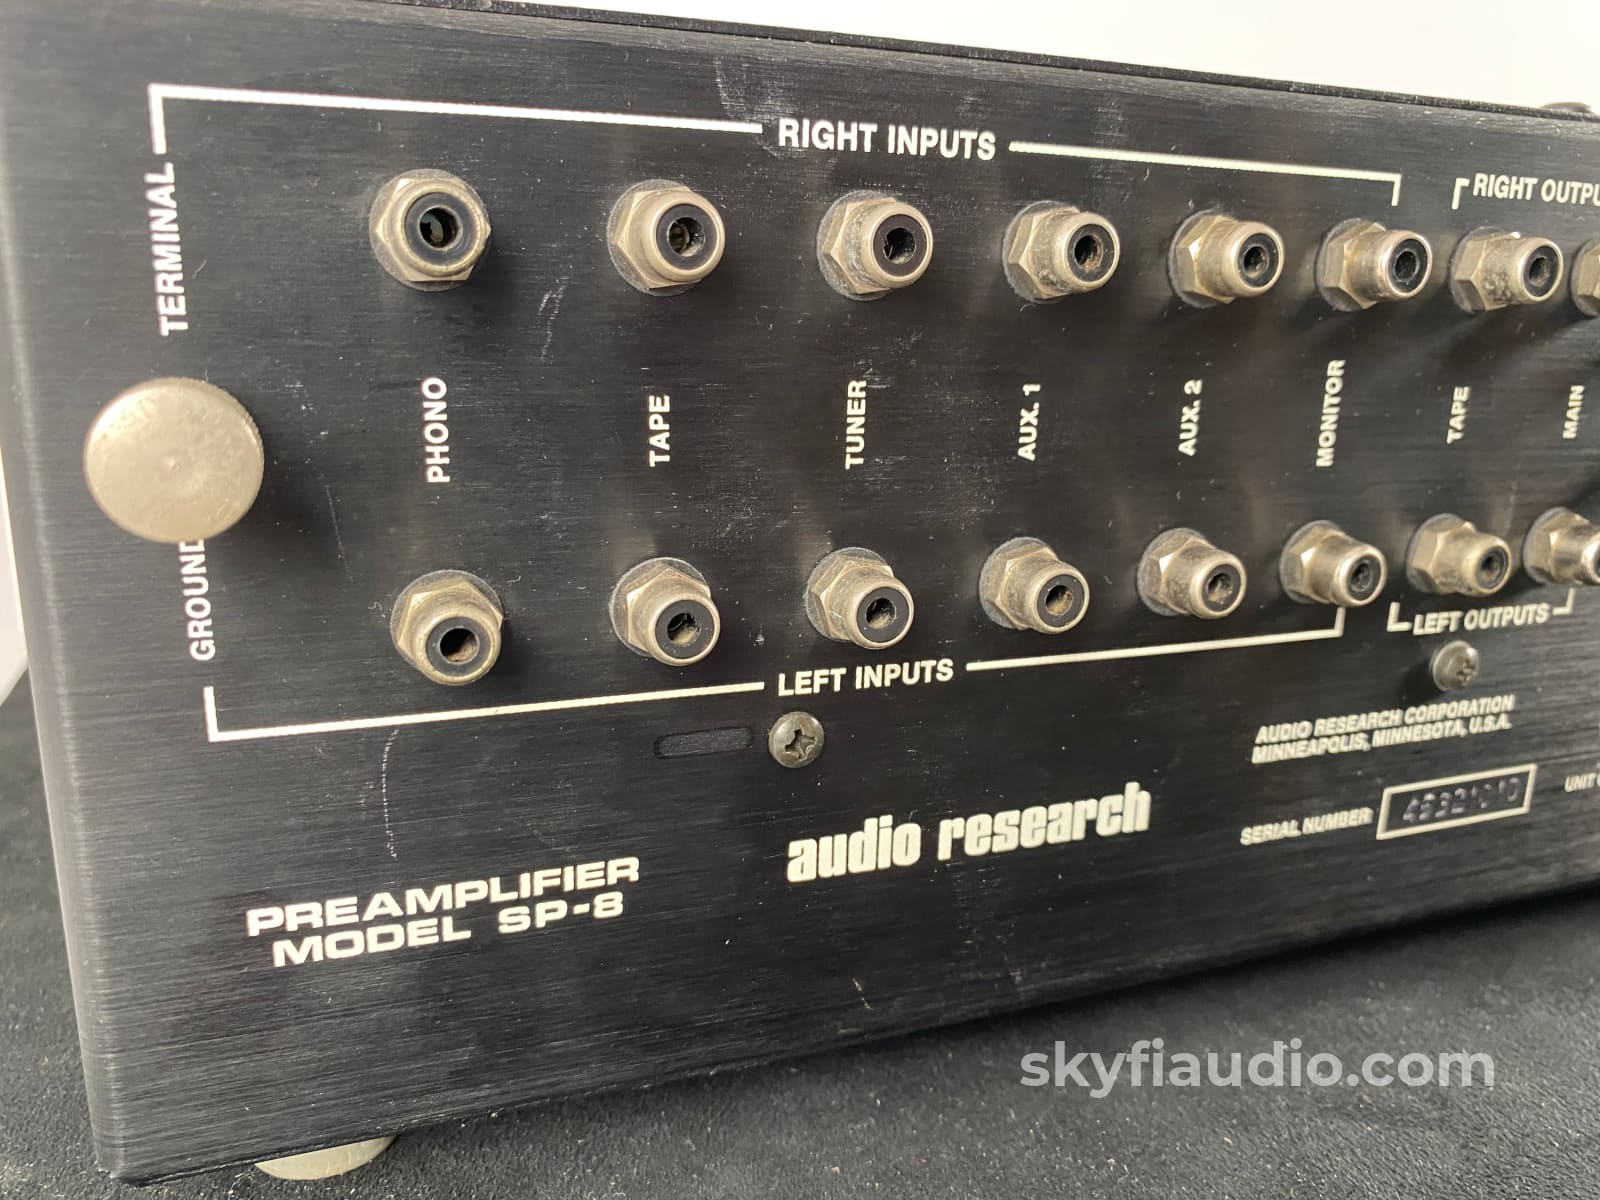 RIGHT INPUTS
RIGHT OUTPU
TERMINAL
GROUND
PHONO
TAPE
TUNER
AUX. 1
AUX. 2
MONITOR
TAPE
MAIN
LEFT INPUTS
LEFT OUTPUTS
AUDIO RESEARCH CORPORATION
MINNEAPOLIS, MINNESOTA, U.S.A.
SERIAL NUMBER
UNIT
audio research
PREAMPLIFIER
MODEL SP-8
skyfiaudio.com